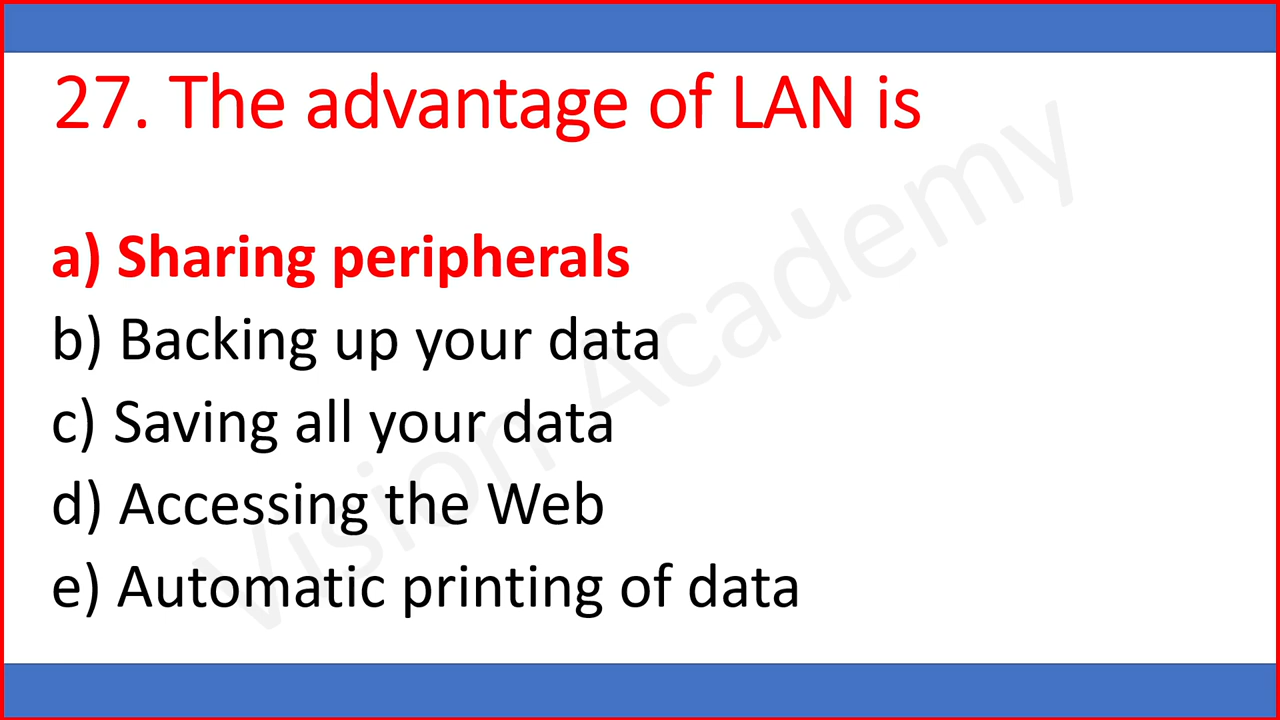 27. The advantage of LAN is
a) Sharing peripherals
b) Backing up your data
c) Saving all your data
d) Accessing the Web
e) Automatic printing of data
Vision Academy